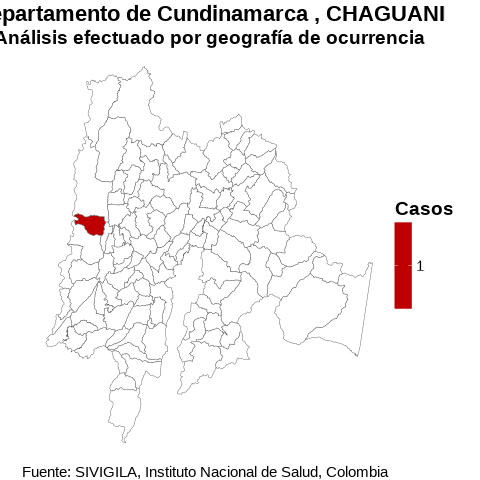 epartamento de Cundinamarca , CHAGUANI
Análisis efectuado por geografía de ocurrencia
Casos
1
Fuente: SIVIGILA, Instituto Nacional de Salud, Colombia